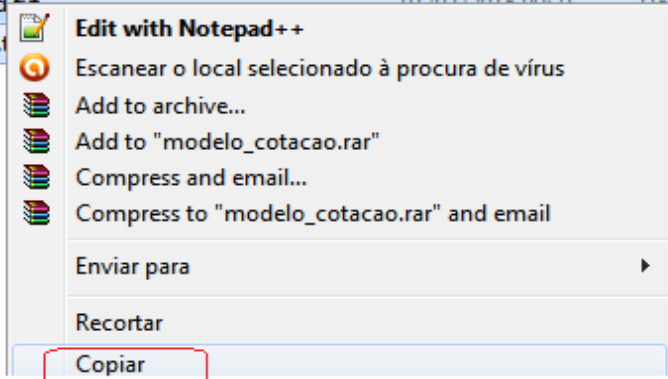 Edit with Notepad++
Escanear o local selecionado à procura de vírus
Add to archive...
Add to "modelo_cotacao.rar"
Compress and email...
Compress to "modelo_cotacao.rar" and email
Enviar para
Recortar
Copiar